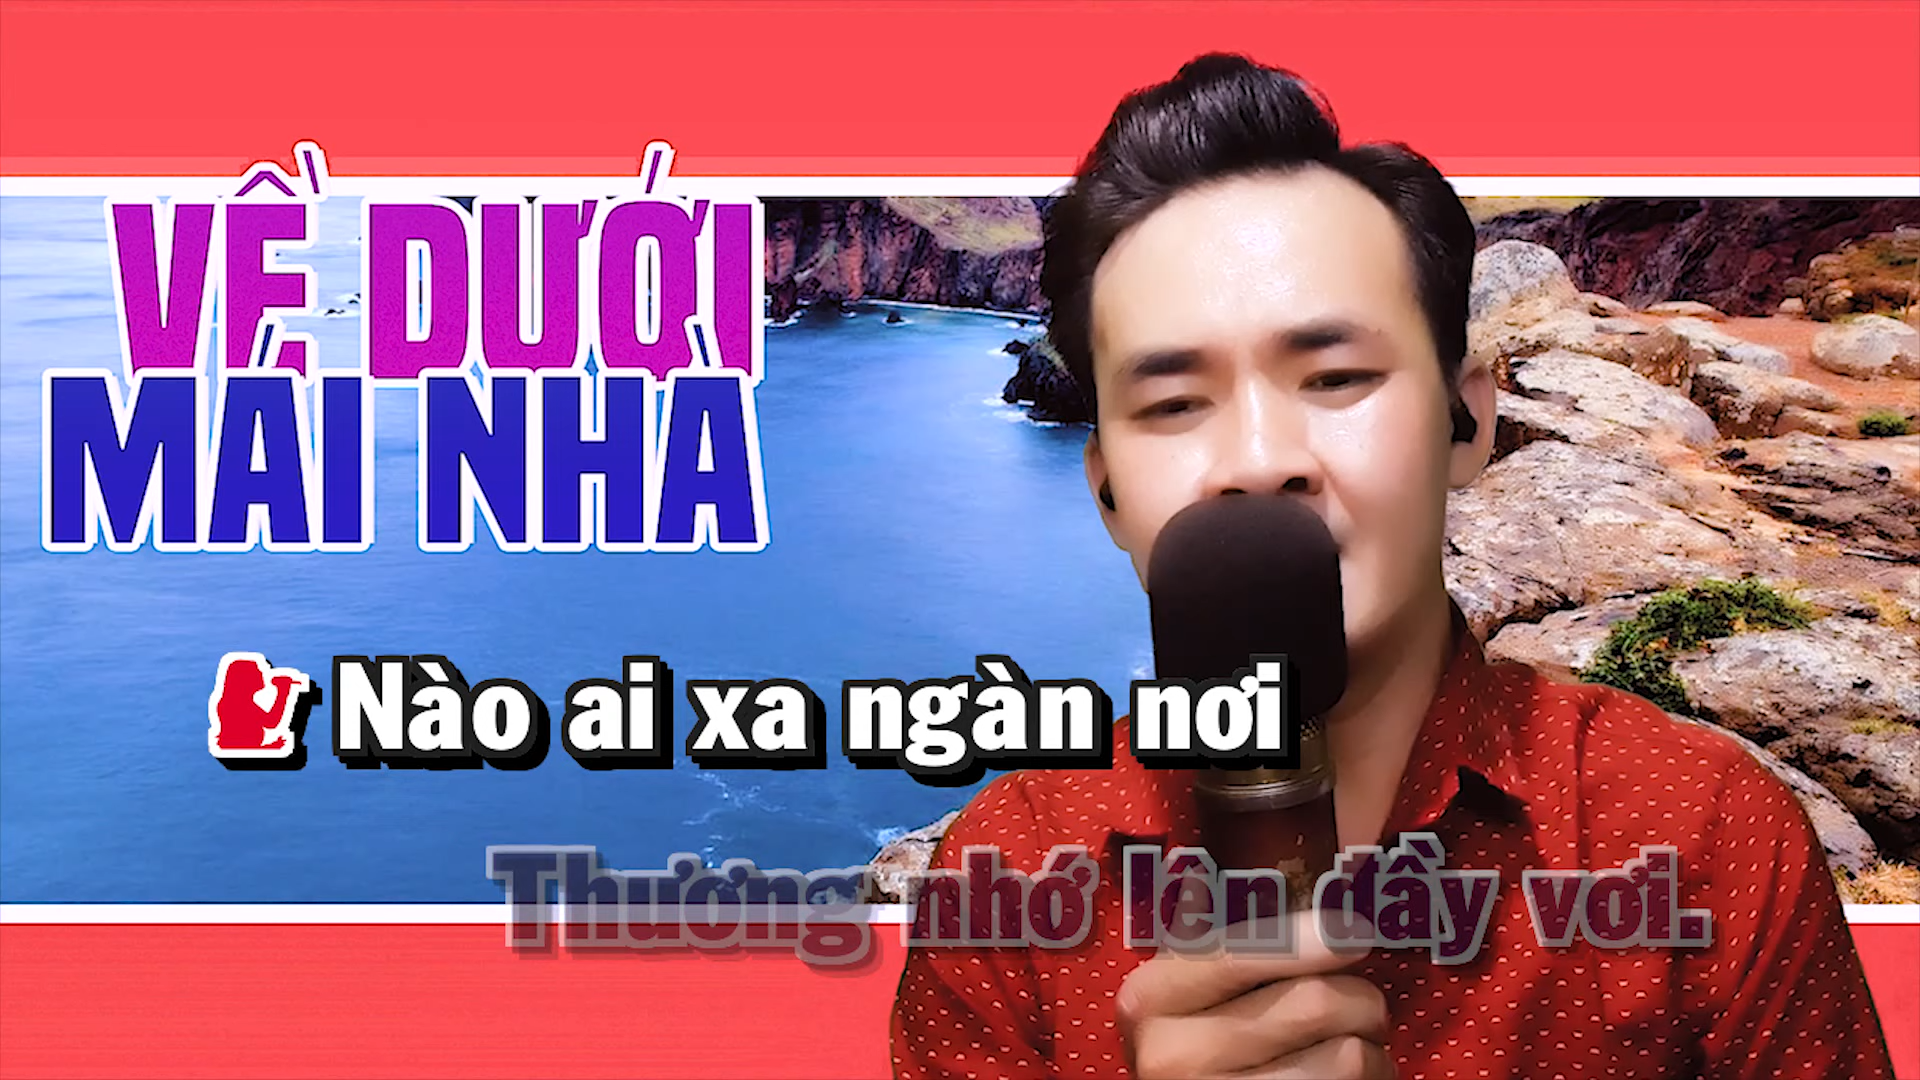 VỀ DƯỚI
MÁI NHÀ
Nào ai xa ngàn nơi
Thương nhớ lên đầy vơi.